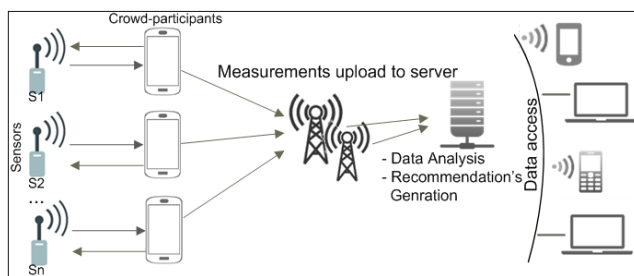 Crowd-participants
Measurements upload to server
Sensors
S1
S2
...
Sn
- Data Analysis
- Recommendation's
Genration
Data access